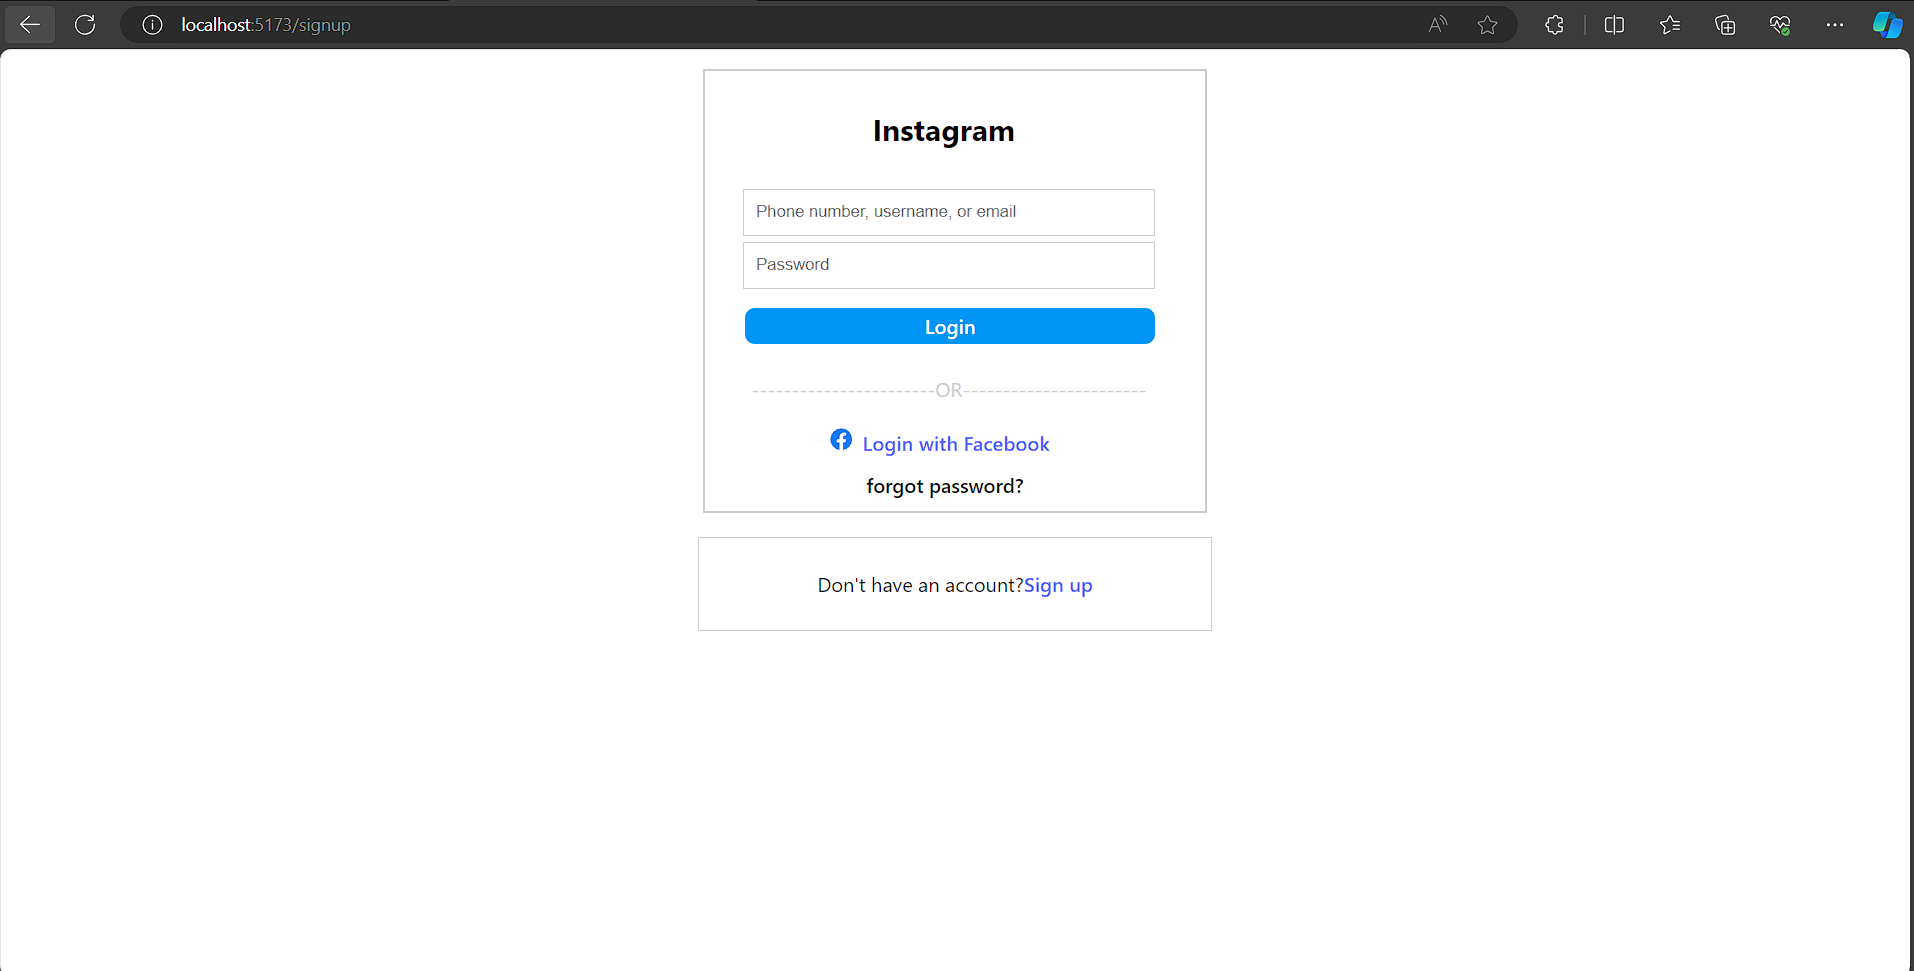 localhost:5173/signup
Instagram
Phone number, username, or email
Password
Login
-----------------------OR-----------------------
Login with Facebook
forgot password?
Don't have an account?Sign up